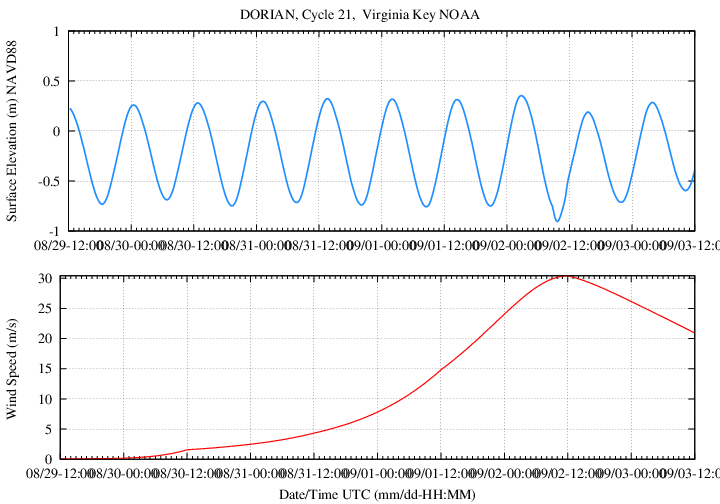 DORIAN, Cycle 21, Virginia Key NOAA
Surface Elevation (m) NAVD88
1
0.5
0
-0.5
-1
08/29-12:00 08/30-00:00 08/30-12:00 08/31-00:00 08/31-12:00 09/01-00:00 09/01-12:00 09/02-00:00 09/02-12:00 09/03-00:00 09/03-12:0
Wind Speed (m/s)
30
25
20
15
10
5
0
08/29-12:00 08/30-00:00 08/30-12:00 08/31-00:00 08/31-12:00 09/01-00:00 09/01-12:00 09/02-00:00 09/02-12:00 09/03-00:00 09/03-12:0
Date/Time UTC (mm/dd-HH:MM)